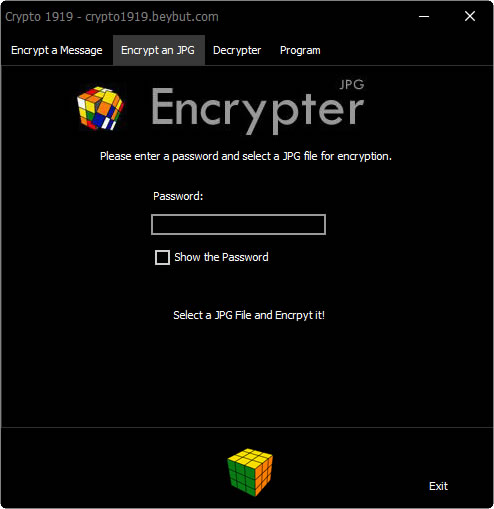 Crypto 1919 - crypto1919.beybut.com
Encrypt a Message Encrypt an JPG Decrypter Program
JPG
Encrypter
Please enter a password and select a JPG file for encryption.
Password:
Show the Password
Select a JPG File and Encrpyt it!
Exit